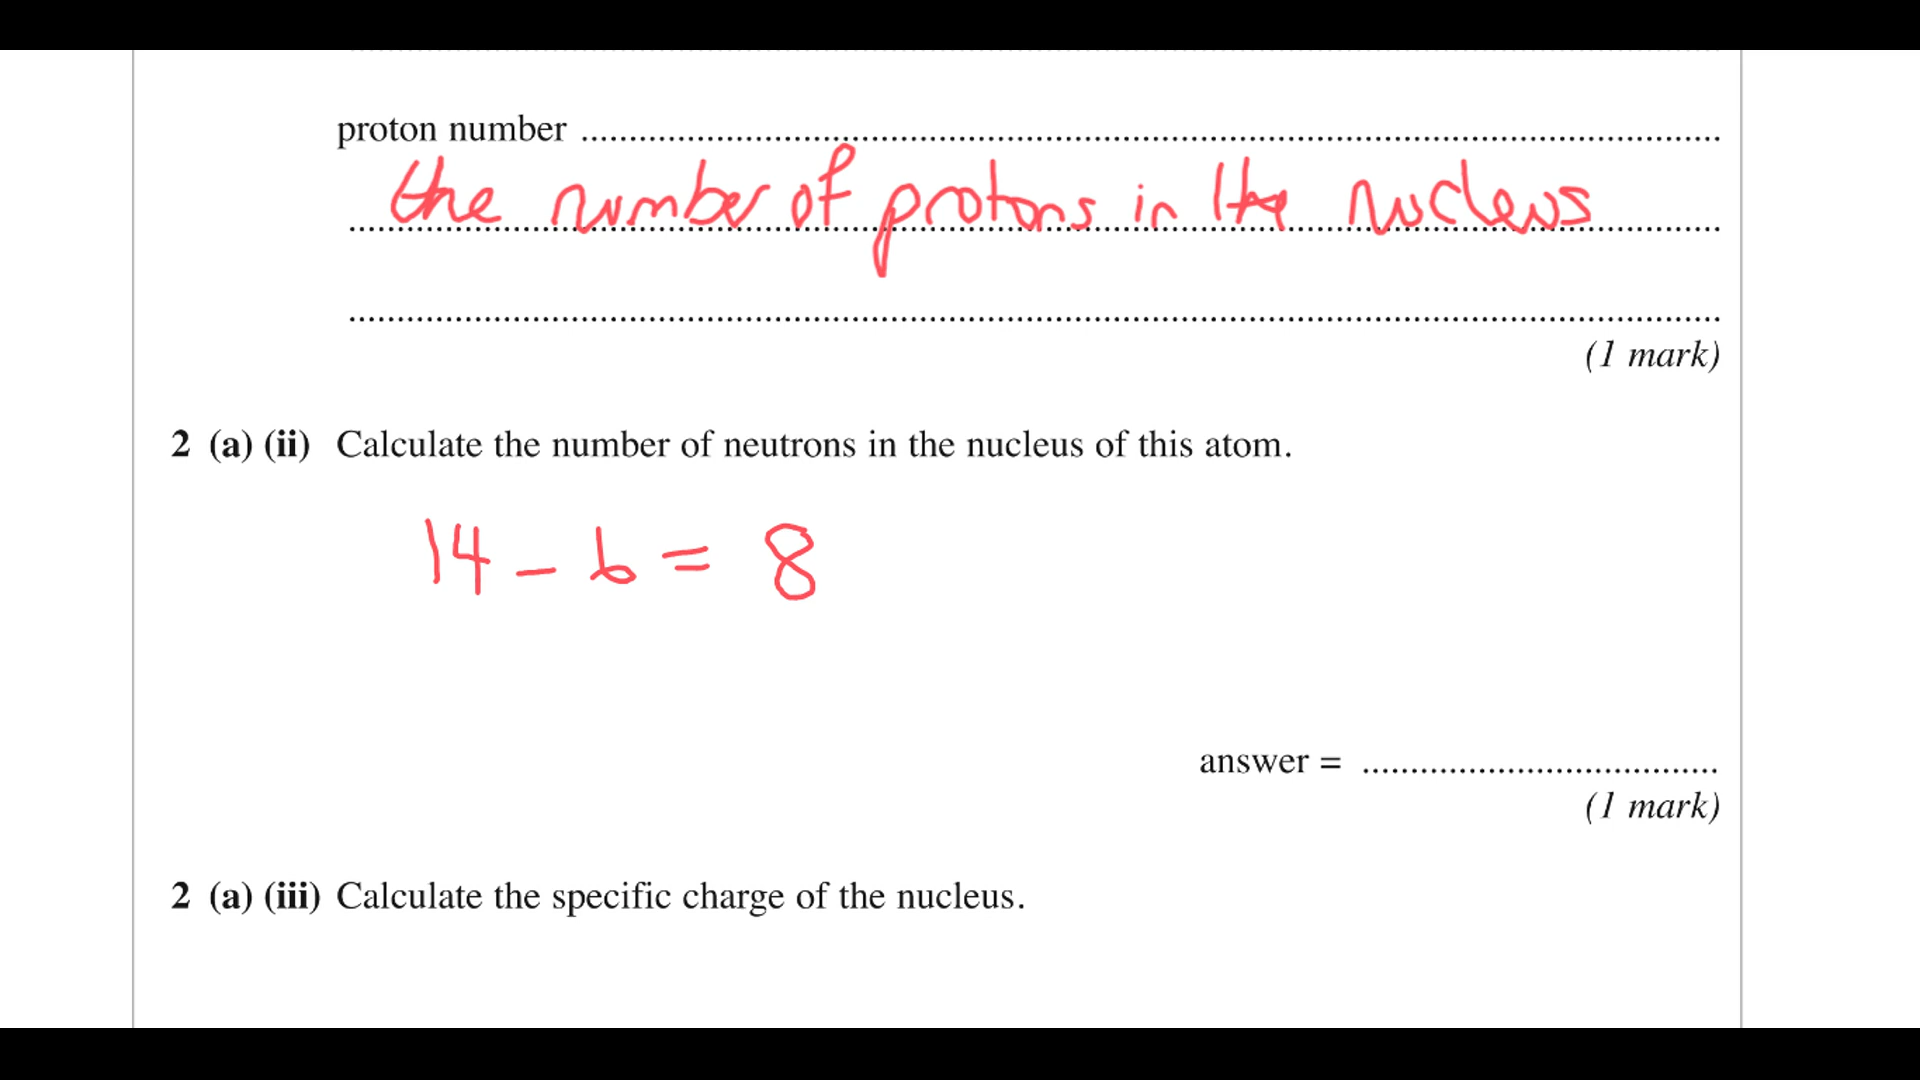 proton number ................................................
the number of protons in the nucleus
(1 mark)
2 (a) (ii) Calculate the number of neutrons in the nucleus of this atom.
14 - 6 = 8
answer = ................................
(1 mark)
2 (a) (iii) Calculate the specific charge of the nucleus.